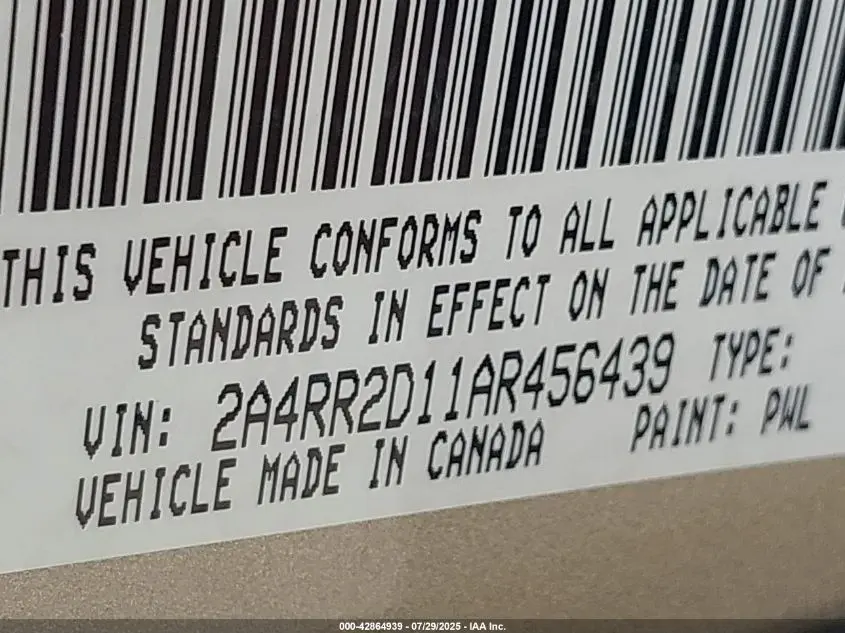 THIS VEHICLE CONFORMS TO ALL APPLICABLE
STANDARDS IN EFFECT ON THE DATE OF
VIN: 2A4RR2D11AR456439 TYPE:
VEHICLE MADE IN CANADA PAINT: PWL
000-42864939 - 07/29/2025 - IAA Inc.